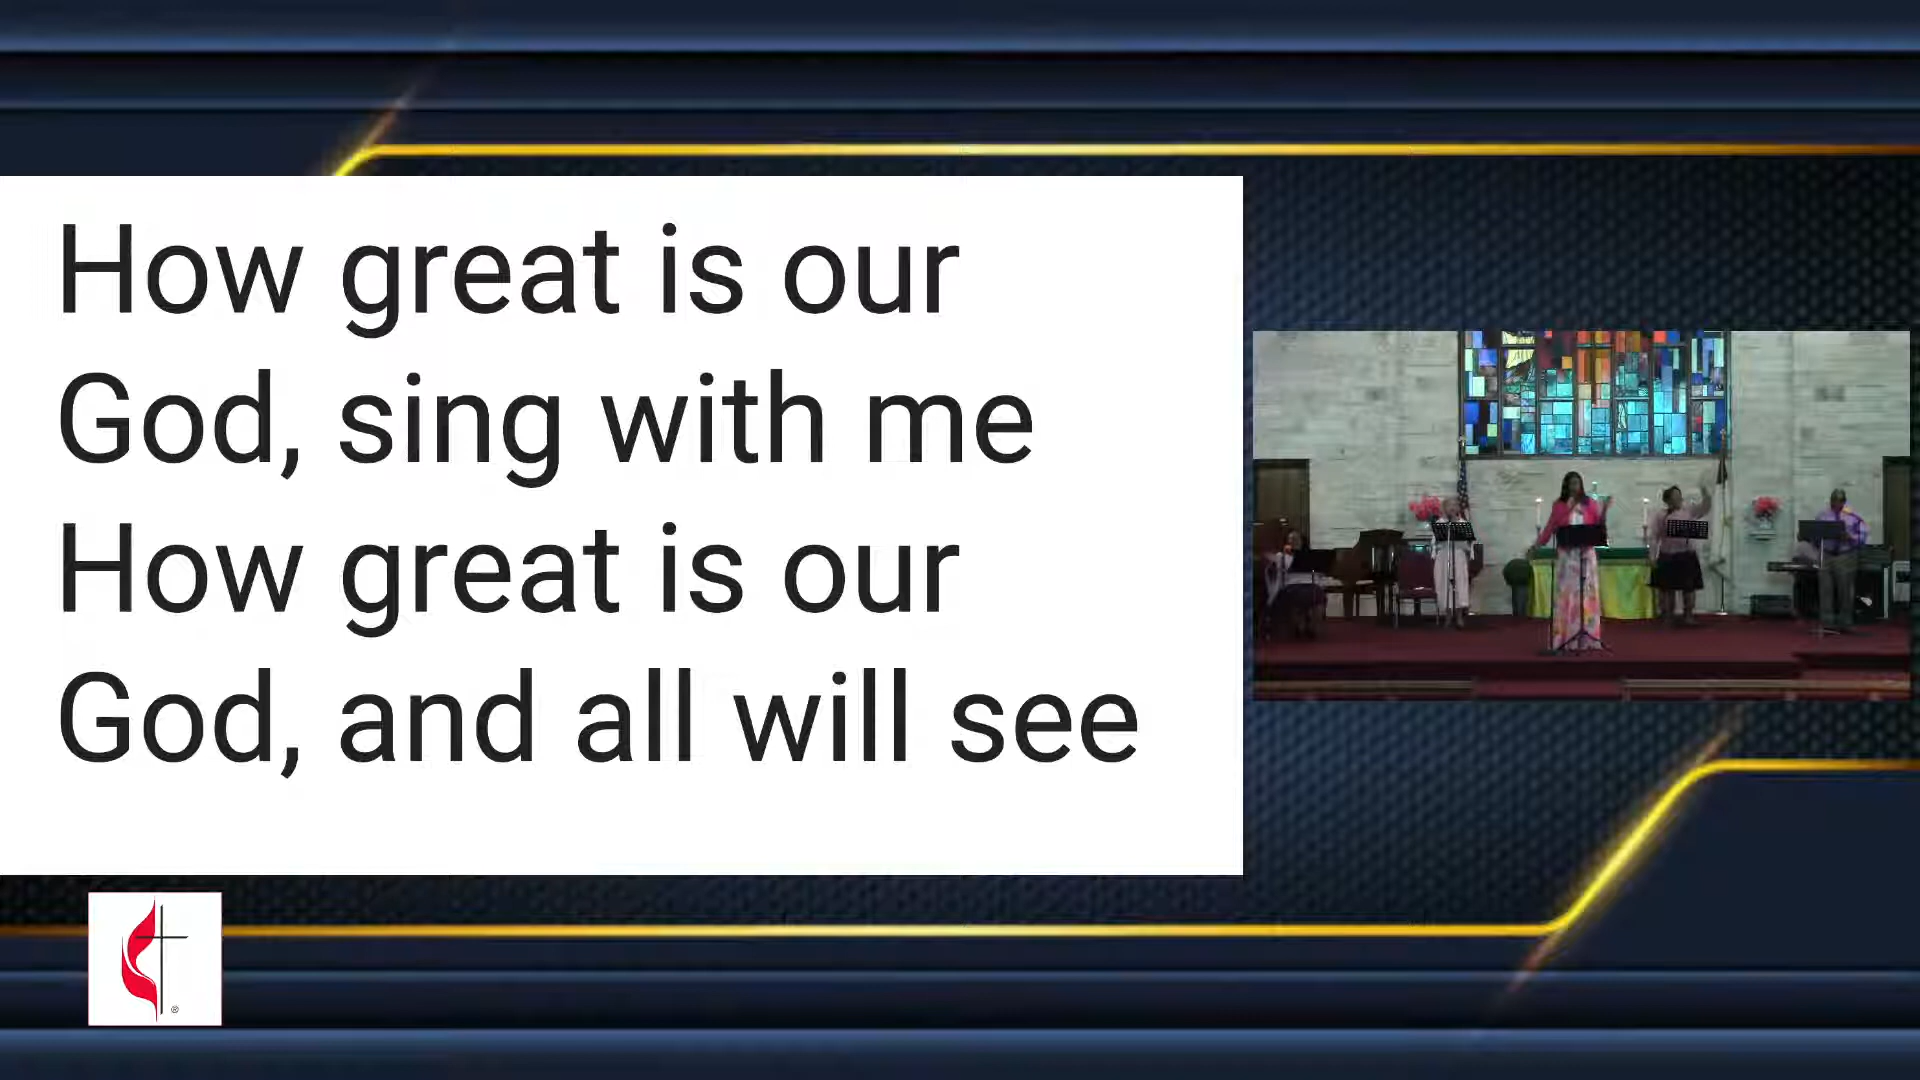 How great is our
God, sing with me
How great is our
God, and all will see
®